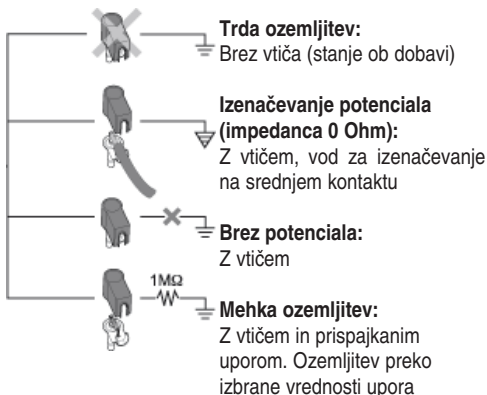 Trda ozemljitev:
Brez vtiča (stanje ob dobavi)
Izenačevanje potenciala
(impedanca 0 Ohm):
Z vtičem, vod za izenačevanje
na srednjem kontaktu
Brez potenciala:
Z vtičem
1MΩ
Mehka ozemljitev:
Z vtičem in prispajkanim
uporom. Ozemljitev preko
izbrane vrednosti upora